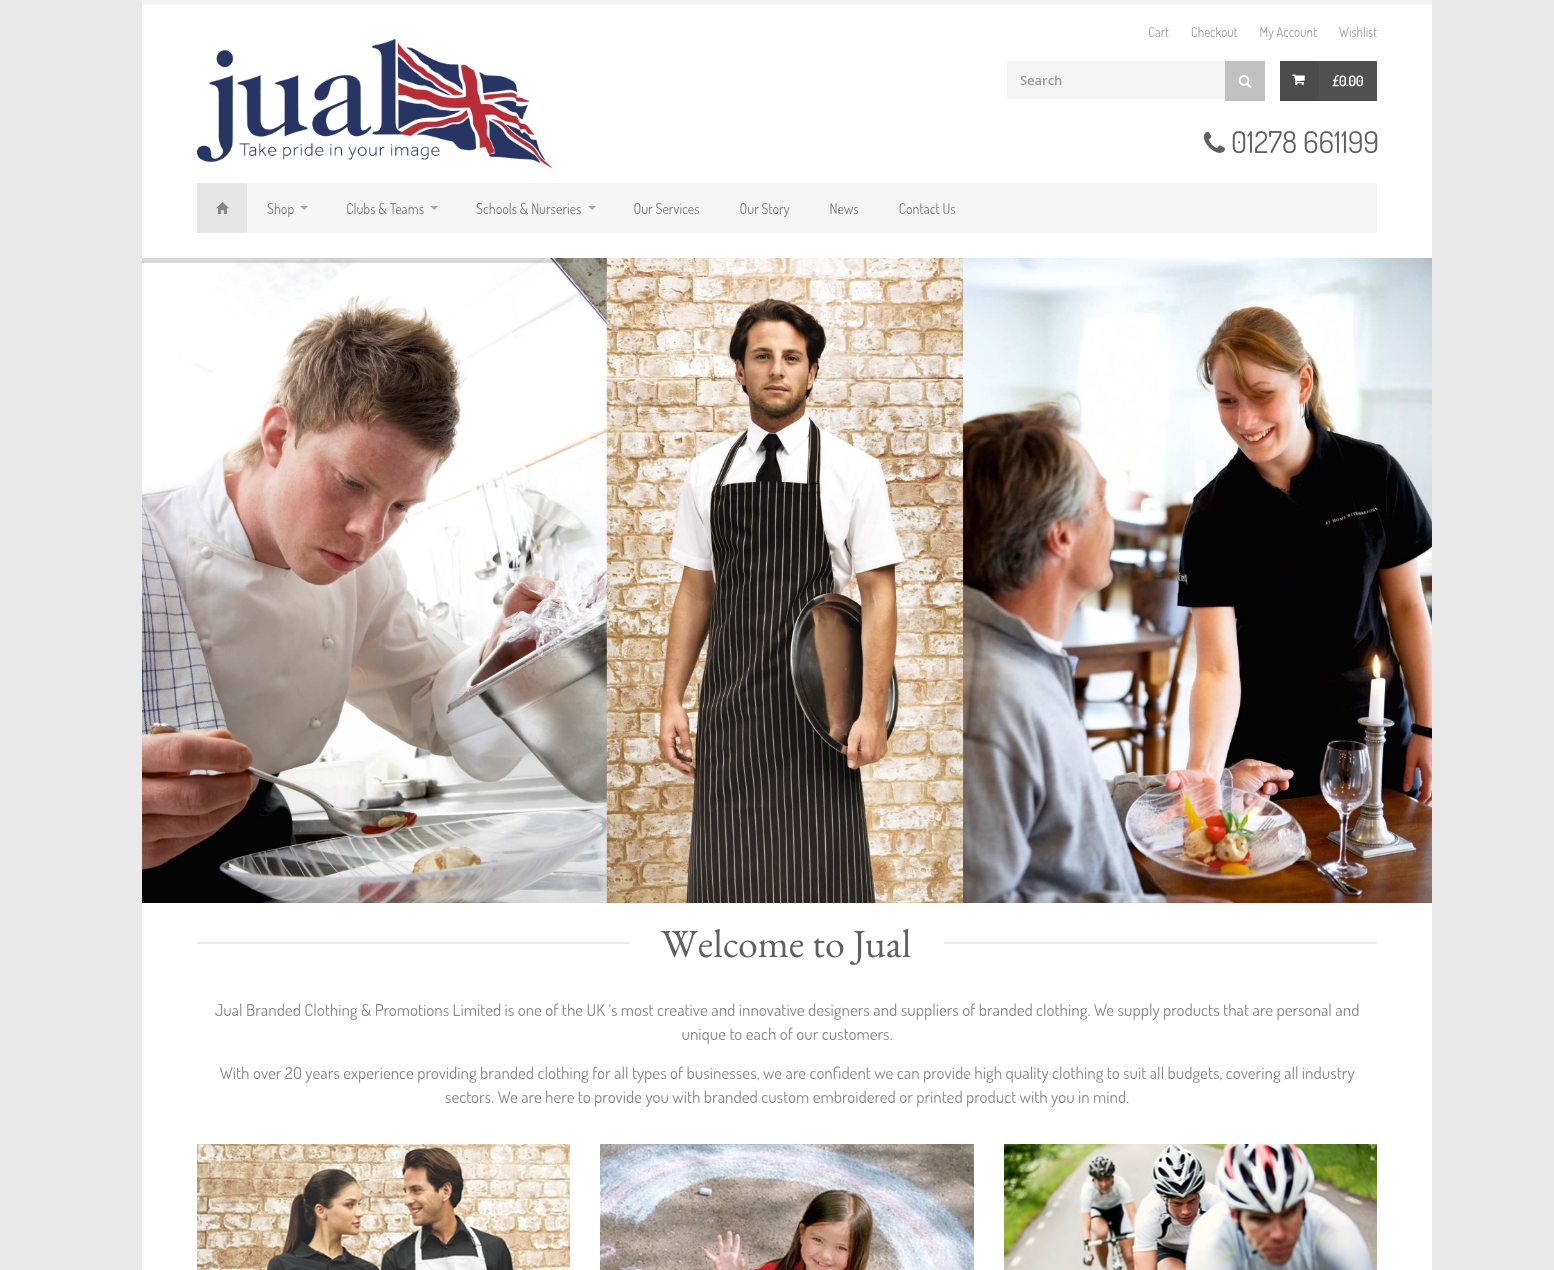 Cart Checkout My Account Wishlist
jual
Take pride in your image
Search
£0.00
01278 661199
Shop Clubs & Teams Schools & Nurseries Our Services Our Story News Contact Us
AT HOME WITH
Welcome to Jual
Jual Branded Clothing & Promotions Limited is one of the UK 's most creative and innovative designers and suppliers of branded clothing. We supply products that are personal and
unique to each of our customers.
With over 20 years experience providing branded clothing for all types of businesses, we are confident we can provide high quality clothing to suit all budgets, covering all industry
sectors. We are here to provide you with branded custom embroidered or printed product with you in mind.